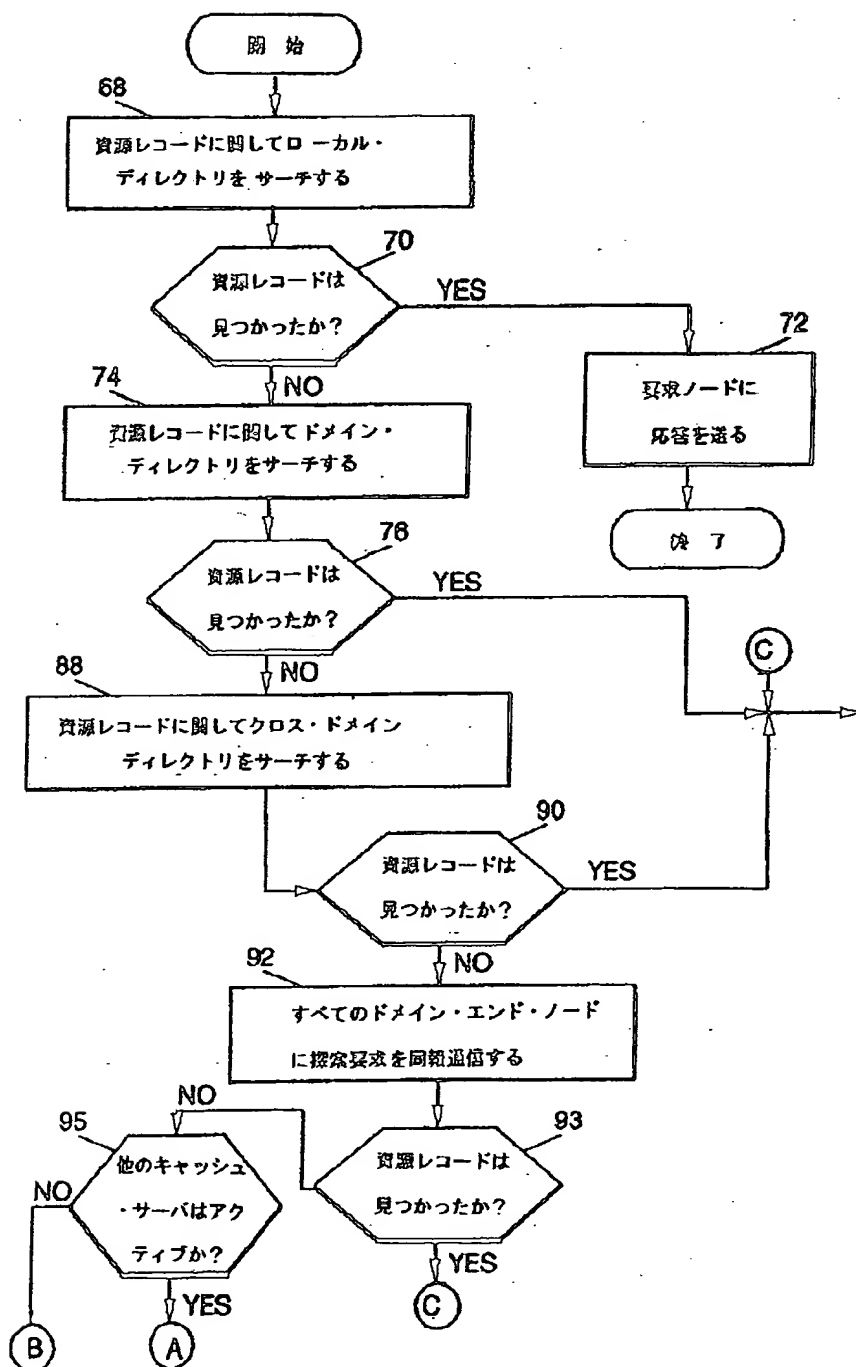 開始
68
資源レコードに関してローカル・
ディレクトリをサーチする
70
資源レコードは
見つかったか?
YES
NO
72
要求ノードに
応答を送る
終了
74
資源レコードに関してドメイン・
ディレクトリをサーチする
76
資源レコードは
見つかったか?
YES
NO
C
88
資源レコードに関してクロス・ドメイン
ディレクトリをサーチする
90
資源レコードは
見つかったか?
YES
NO
92
すべてのドメイン・エンド・ノード
に探索要求を同報通信する
93
資源レコードは
見つかったか?
NO
YES
C
95
他のキャッシュ
・サーバはアク
ティブか?
NO
YES
B
A